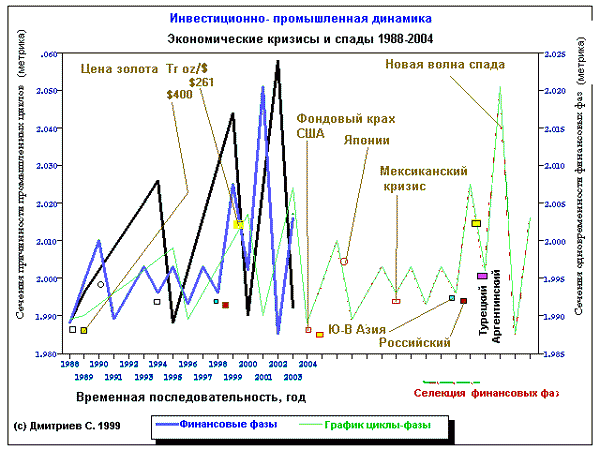 Инвестиционно- промышленная динамика
Экономические кризисы и спады 1988-2004
Цена золота Tr oz/$
$261
$400
Новая волна спада
Фондовый крах
США
Японии
Мексиканский
кризис
Ю-В Азия
Российский
Турецкий
Аргентинский
Сечения причинности промышленных циклов (метрика)
.060
2.050
2.040
2.030
2.020
2.010
2.000
1.990
1.980
Сечения одновременности финансовых фаз (метрика)
2.025
2.020
2.015
2.010
2.005
2.000
1.995
1.990
1.985
1988 1990 1992 1994 1996 1998 2000 2002 2004
1989 1991 1993 1995 1997 1999 2001 2003
Временная последовательность, год
Селекция финансовых фаз
(c) Дмитриев С. 1999
Финансовые фазы
График циклы-фазы